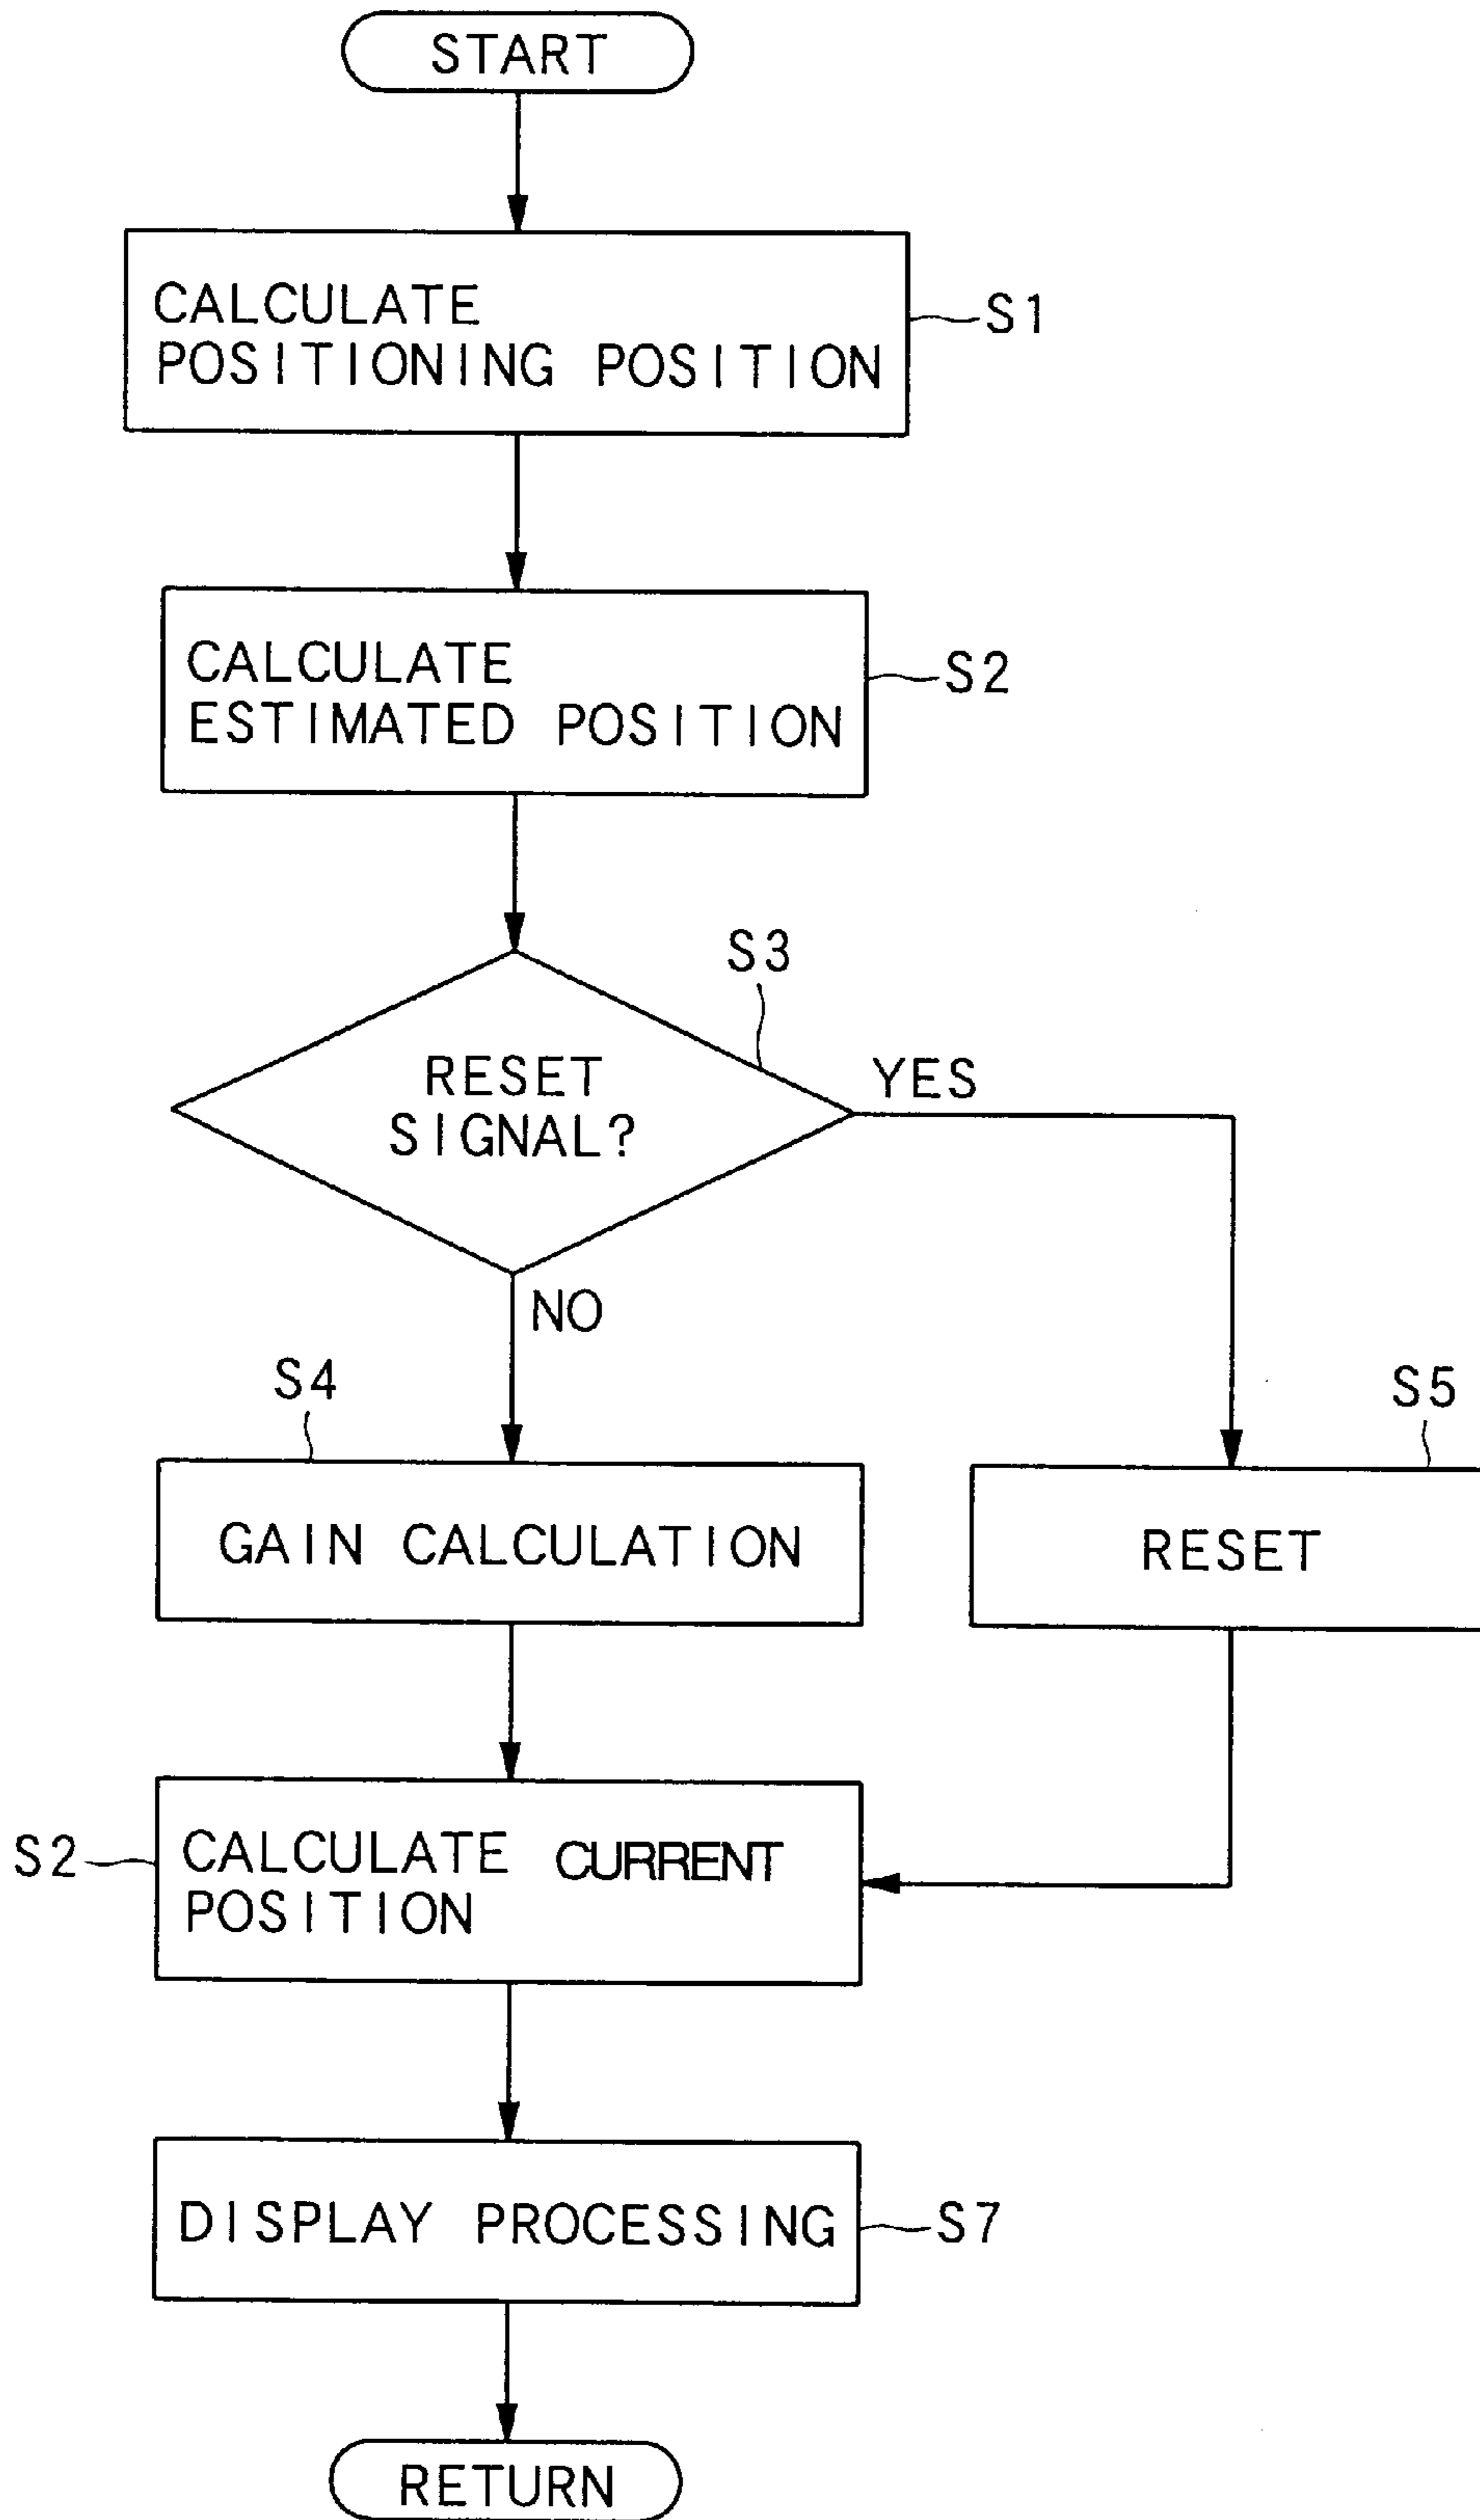 START
CALCULATE
POSITIONING POSITION
S1
CALCULATE
ESTIMATED POSITION
S2
S3
RESET
SIGNAL?
YES
NO
S4
S5
GAIN CALCULATION
RESET
S2
CALCULATE CURRENT
POSITION
DISPLAY PROCESSING
S7
RETURN